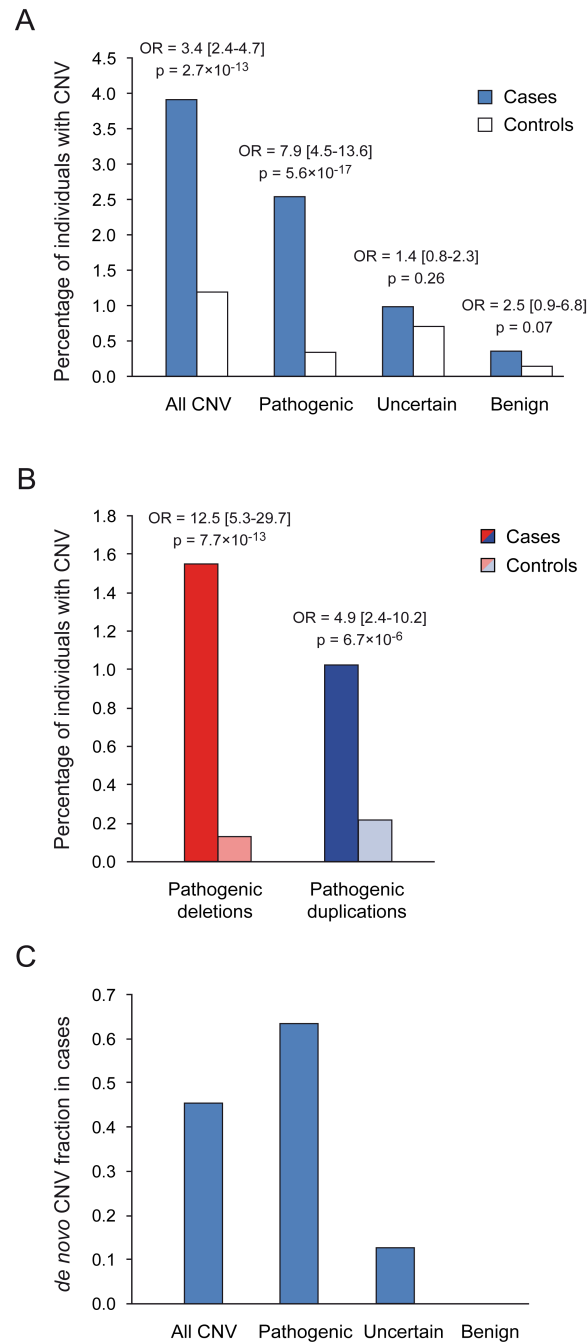 A
OR = 3.4 [2.4-4.7]
p = 2.7×10-13
OR = 7.9 [4.5-13.6]
p = 5.6×10-17
OR = 1.4 [0.8-2.3]
p = 0.26
OR = 2.5 [0.9-6.8]
p = 0.07
Cases
Controls
Percentage of individuals with CNV
4.5
4.0
3.5
3.0
2.5
2.0
1.5
1.0
0.5
0.0
All CNV Pathogenic Uncertain Benign
B
OR = 12.5 [5.3-29.7]
p = 7.7×10-13
OR = 4.9 [2.4-10.2]
p = 6.7×10-6
Cases
Controls
Percentage of individuals with CNV
1.8
1.6
1.4
1.2
1.0
0.8
0.6
0.4
0.2
0.0
Pathogenic deletions
Pathogenic duplications
C
de novo CNV fraction in cases
0.7
0.6
0.5
0.4
0.3
0.2
0.1
0.0
All CNV Pathogenic Uncertain Benign